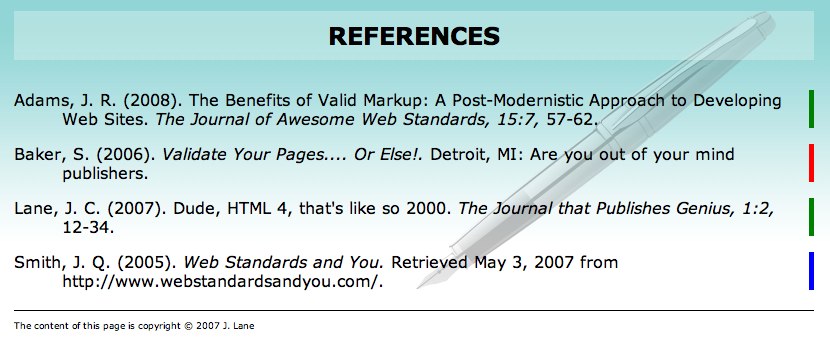 REFERENCES
Adams, J. R. (2008). The Benefits of Valid Markup: A Post-Modernistic Approach to Developing
Web Sites. The Journal of Awesome Web Standards, 15:7, 57-62.
Baker, S. (2006). Validate Your Pages.... Or Else!. Detroit, MI: Are you out of your mind
publishers.
Lane, J. C. (2007). Dude, HTML 4, that's like so 2000. The Journal that Publishes Genius, 1:2,
12-34.
Smith, J. Q. (2005). Web Standards and You. Retrieved May 3, 2007 from
http://www.webstandardsandyou.com/.
The content of this page is copyright © 2007 J. Lane